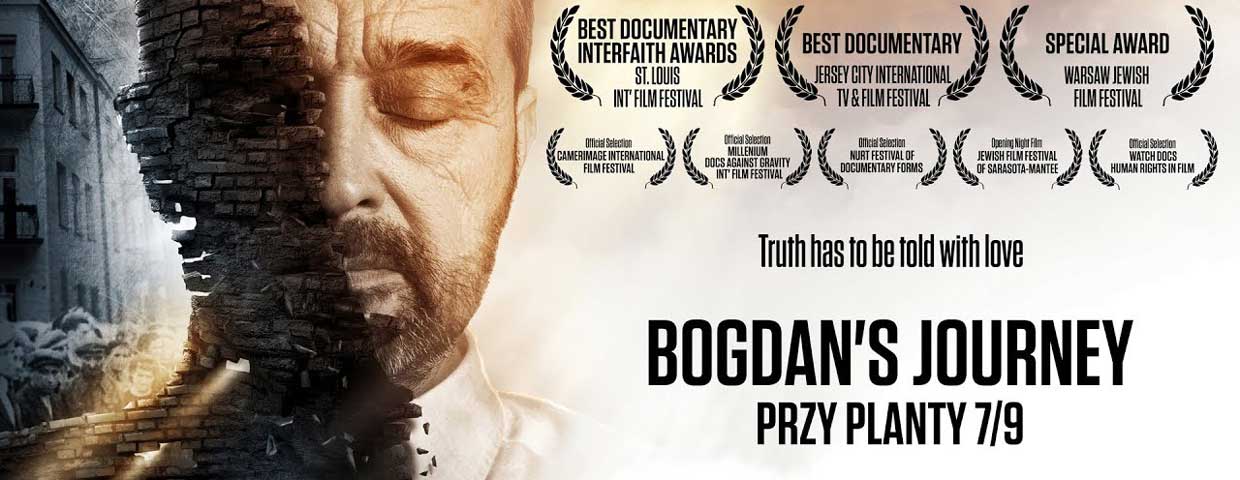 BEST DOCUMENTARY
INTERFAITH AWARDS
ST. LOUIS
INT' FILM FESTIVAL
BEST DOCUMENTARY
JERSEY CITY INTERNATIONAL
TV & FILM FESTIVAL
SPECIAL AWARD
WARSAW JEWISH
FILM FESTIVAL
Official Selection
CAMERIMAGE INTERNATIONAL
FILM FESTIVAL
Official Selection
MILLENIUM
DOCS AGAINST GRAVITY
INT' FILM FESTIVAL
Official Selection
NURT FESTIVAL OF
DOCUMENTARY FORMS
Opening Night Film
JEWISH FILM FESTIVAL
OF SARASOTA-MANTEE
Official Selection
WATCH DOCS
HUMAN RIGHTS IN FILM
Truth has to be told with love
BOGDAN'S JOURNEY
PRZY PLANTY 7/9